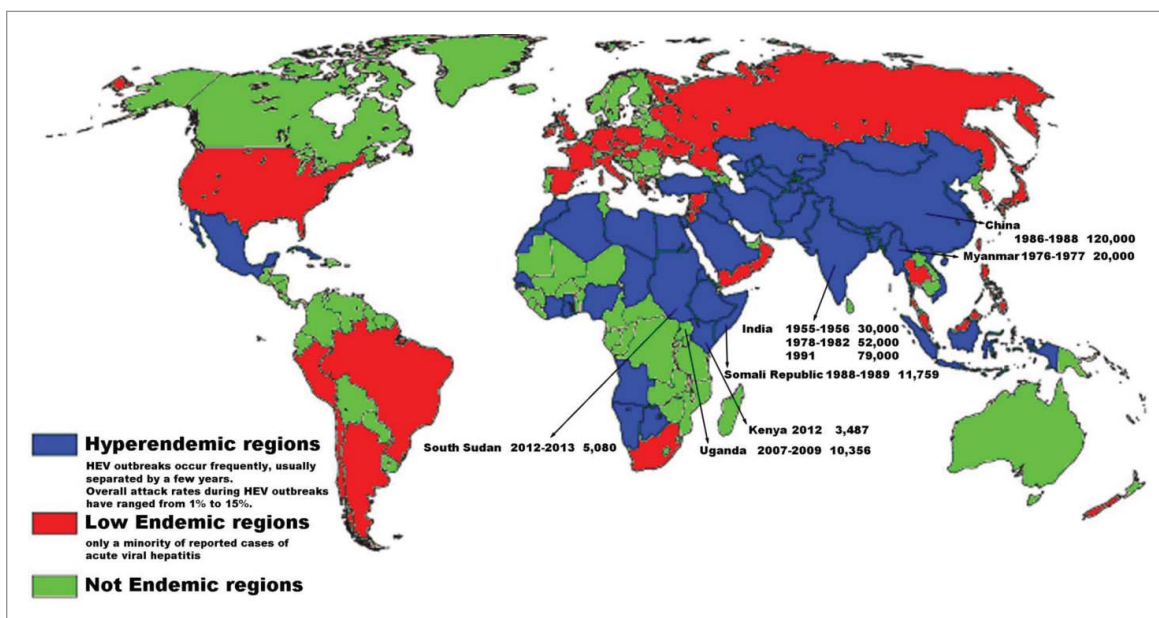 China
1986-1988 120,000
Myanmar 1976-1977 20,000
India 1955-1956 30,000
1978-1982 52,000
1991 79,000
Somali Republic 1988-1989 11,759
Kenya 2012 3,487
South Sudan 2012-2013 5,080
Uganda 2007-2009 10,356
Hyperendemic regions
HEV outbreaks occur frequently, usually
separated by a few years.
Overall attack rates during HEV outbreaks
have ranged from 1% to 15%.
Low Endemic regions
only a minority of reported cases of
acute viral hepatitis
Not Endemic regions